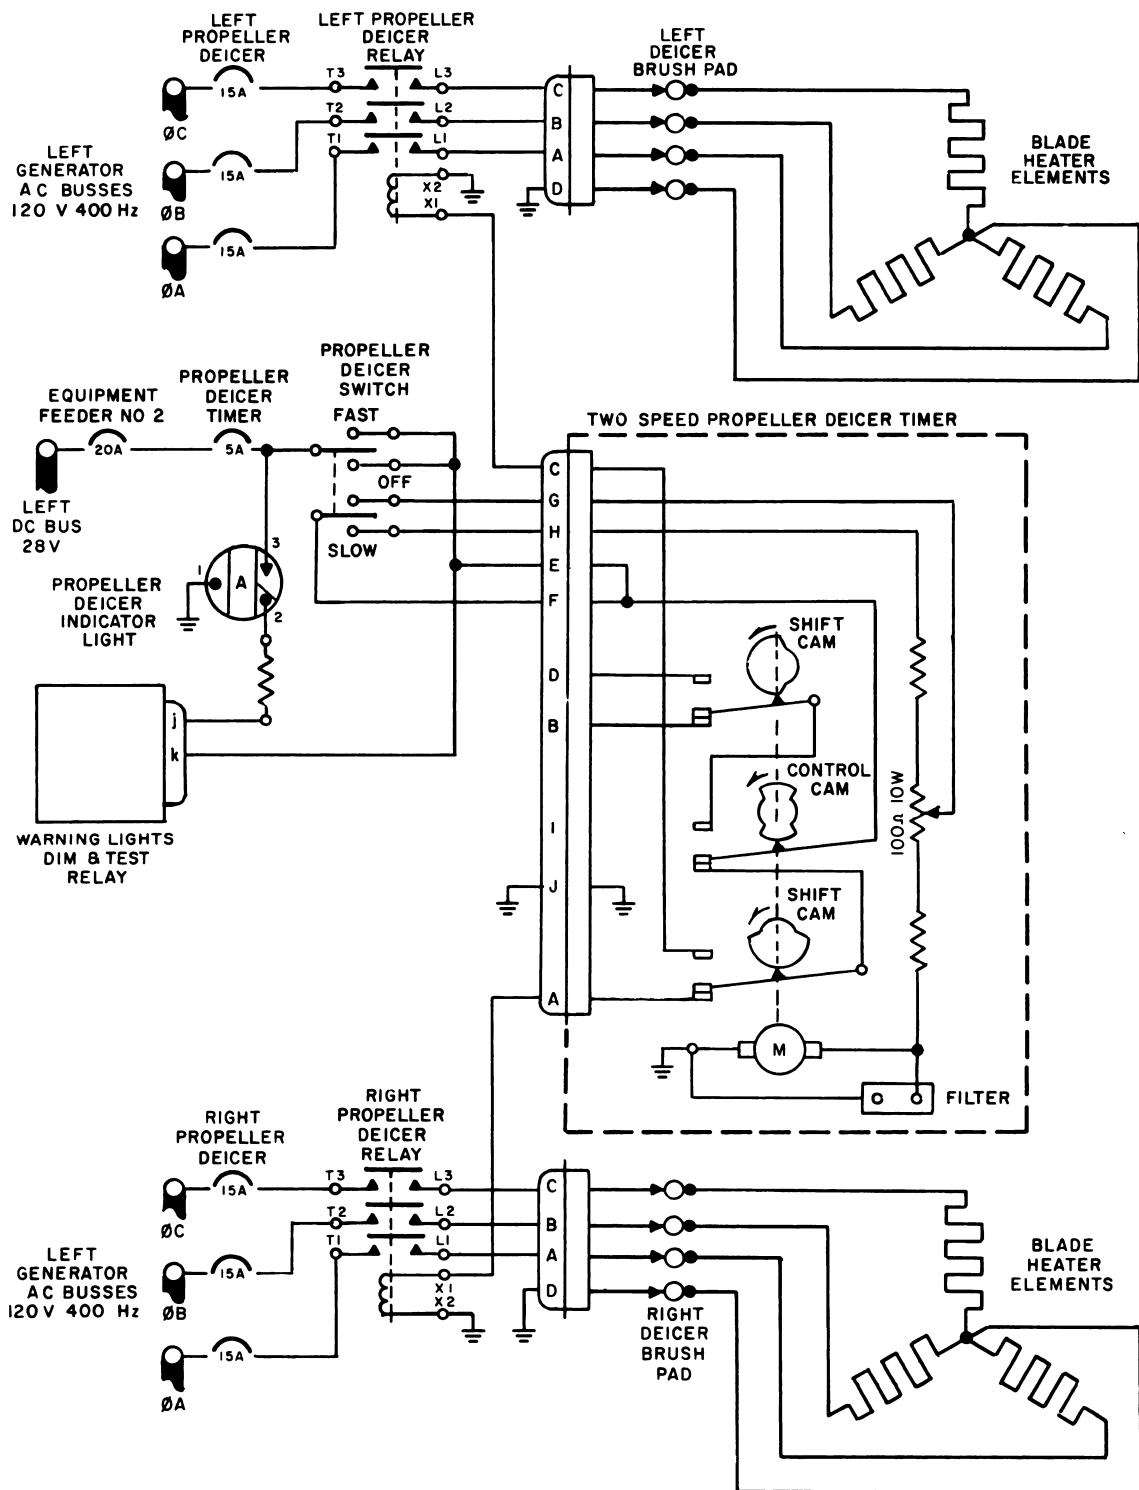 LEFT
PROPELLER
DEICER
LEFT PROPELLER
DEICER
RELAY
LEFT
DEICER
BRUSH PAD
15A
T3
L3
C
ØC
T2
L2
B
15A
T1
L1
A
ØB
X2
D
X1
15A
ØA
LEFT
GENERATOR
AC BUSSES
120 V 400 Hz
BLADE
HEATER
ELEMENTS
EQUIPMENT
FEEDER NO 2
PROPELLER
DEICER
TIMER
PROPELLER
DEICER
SWITCH
FAST
OFF
SLOW
20A
5A
LEFT
DC BUS
28V
PROPELLER
DEICER
INDICATOR
LIGHT
1
A
3
2
j
k
WARNING LIGHTS
DIM & TEST
RELAY
TWO SPEED PROPELLER DEICER TIMER
C
G
H
E
F
D
B
I
J
A
SHIFT
CAM
CONTROL
CAM
SHIFT
CAM
100Ω 10W
M
FILTER
RIGHT
PROPELLER
DEICER
RIGHT
PROPELLER
DEICER
RELAY
15A
T3
L3
C
ØC
T2
L2
B
15A
T1
L1
A
ØB
X1
D
X2
15A
ØA
LEFT
GENERATOR
AC BUSSES
120V 400 Hz
RIGHT
DEICER
BRUSH
PAD
BLADE
HEATER
ELEMENTS